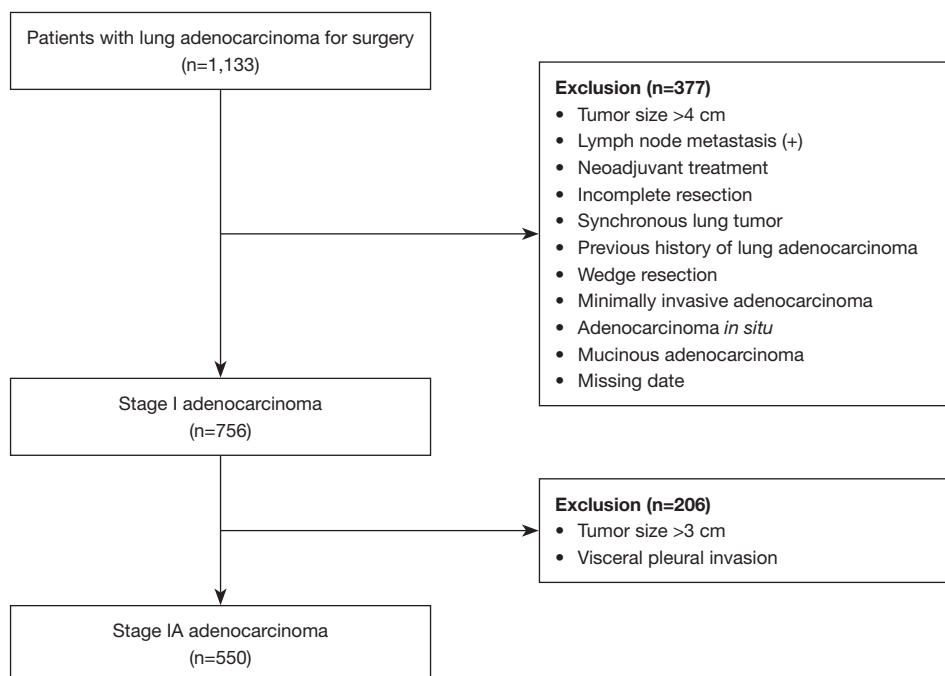 Patients with lung adenocarcinoma for surgery
(n=1,133)
Exclusion (n=377)
• Tumor size >4 cm
• Lymph node metastasis (+)
• Neoadjuvant treatment
• Incomplete resection
• Synchronous lung tumor
• Previous history of lung adenocarcinoma
• Wedge resection
• Minimally invasive adenocarcinoma
• Adenocarcinoma in situ
• Mucinous adenocarcinoma
• Missing date
Stage I adenocarcinoma
(n=756)
Exclusion (n=206)
• Tumor size >3 cm
• Visceral pleural invasion
Stage IA adenocarcinoma
(n=550)